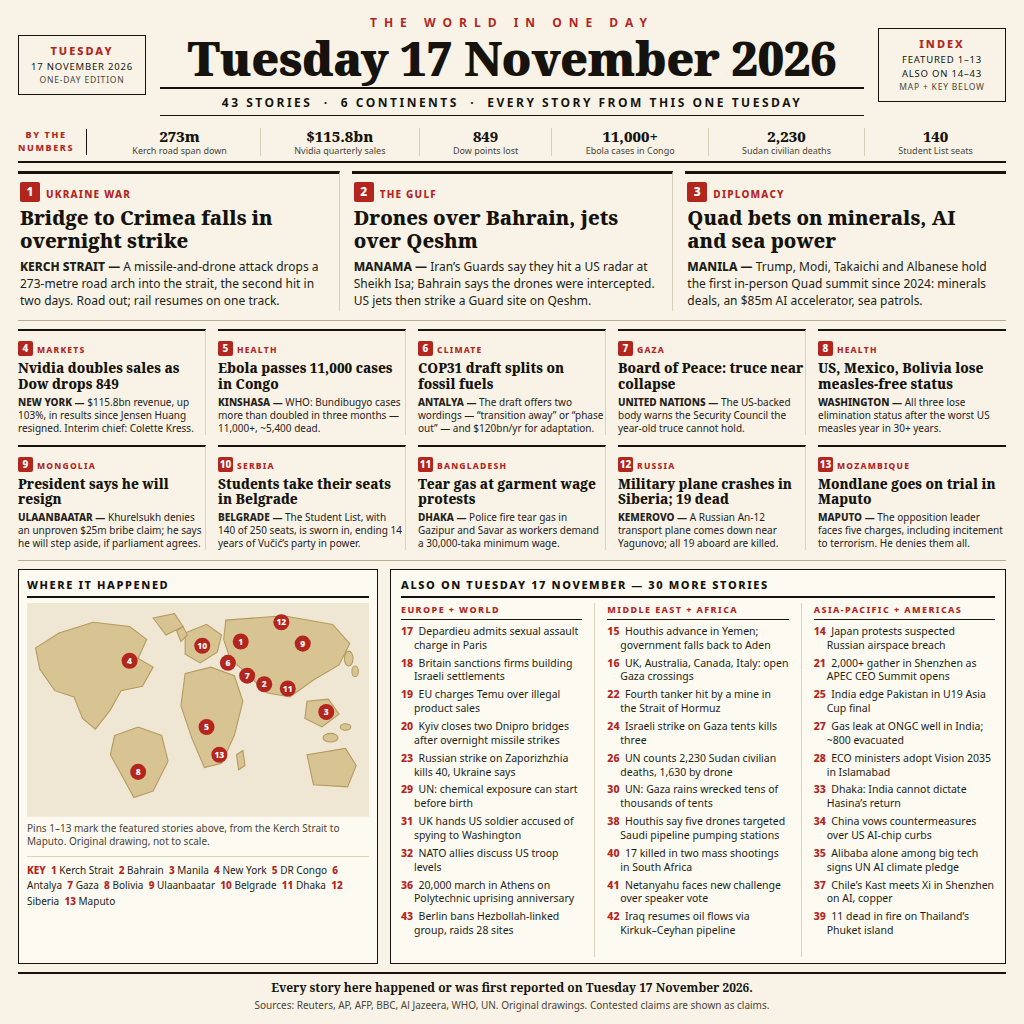 THE WORLD IN ONE DAY
TUESDAY
17 NOVEMBER 2026
ONE-DAY EDITION
Tuesday 17 November 2026
43 STORIES · 6 CONTINENTS · EVERY STORY FROM THIS ONE TUESDAY
INDEX
FEATURED 1–13
ALSO ON 14–43
MAP + KEY BELOW
BY THE
NUMBERS
273m
Kerch road span down
$115.8bn
Nvidia quarterly sales
849
Dow points lost
11,000+
Ebola cases in Congo
2,230
Sudan civilian deaths
140
Student List seats
1 UKRAINE WAR
Bridge to Crimea falls in
overnight strike
KERCH STRAIT — A missile-and-drone attack drops a
273-metre road arch into the strait, the second hit in
two days. Road out; rail resumes on one track.
2 THE GULF
Drones over Bahrain, jets
over Qeshm
MANAMA — Iran’s Guards say they hit a US radar at
Sheikh Isa; Bahrain says the drones were intercepted.
US jets then strike a Guard site on Qeshm.
3 DIPLOMACY
Quad bets on minerals, AI
and sea power
MANILA — Trump, Modi, Takaichi and Albanese hold
the first in-person Quad summit since 2024: minerals
deals, an $85m AI accelerator, sea patrols.
4 MARKETS
Nvidia doubles sales as
Dow drops 849
NEW YORK — $115.8bn revenue, up
103%, in results since Jensen Huang
resigned. Interim chief: Colette Kress.
5 HEALTH
Ebola passes 11,000 cases
in Congo
KINSHASA — WHO: Bundibugyo cases
more than doubled in three months —
11,000+, ~5,400 dead.
6 CLIMATE
COP31 draft splits on
fossil fuels
ANTALYA — The draft offers two
wordings — “transition away” or “phase
out” — and $120bn/yr for adaptation.
7 GAZA
Board of Peace: truce near
collapse
UNITED NATIONS — The US-backed
body warns the Security Council the
year-old truce cannot hold.
8 HEALTH
US, Mexico, Bolivia lose
measles-free status
WASHINGTON — All three lose
elimination status after the worst US
measles year in 30+ years.
9 MONGOLIA
President says he will
resign
ULAANBAATAR — Khurelsukh denies
an unproven $25m bribe claim; he says
he will step aside, if parliament agrees.
10 SERBIA
Students take their seats
in Belgrade
BELGRADE — The Student List, with
140 of 250 seats, is sworn in, ending 14
years of Vučić’s party in power.
11 BANGLADESH
Tear gas at garment wage
protests
DHAKA — Police fire tear gas in
Gazipur and Savar as workers demand
a 30,000-taka minimum wage.
12 RUSSIA
Military plane crashes in
Siberia; 19 dead
KEMEROVO — A Russian An-12
transport plane comes down near
Yagunovo; all 19 aboard are killed.
13 MOZAMBIQUE
Mondlane goes on trial in
Maputo
MAPUTO — The opposition leader
faces five charges, including incitement
to terrorism. He denies them all.
WHERE IT HAPPENED
12
1
10
9
4
6
7
2
11
3
5
13
8
Pins 1–13 mark the featured stories above, from the Kerch Strait to
Maputo. Original drawing, not to scale.
KEY 1 Kerch Strait 2 Bahrain 3 Manila 4 New York 5 DR Congo 6
Antalya 7 Gaza 8 Bolivia 9 Ulaanbaatar 10 Belgrade 11 Dhaka 12
Siberia 13 Maputo
ALSO ON TUESDAY 17 NOVEMBER — 30 MORE STORIES
EUROPE + WORLD
17 Depardieu admits sexual assault
charge in Paris
18 Britain sanctions firms building
Israeli settlements
19 EU charges Temu over illegal
product sales
20 Kyiv closes two Dnipro bridges
after overnight missile strikes
23 Russian strike on Zaporizhzhia
kills 40, Ukraine says
29 UN: chemical exposure can start
before birth
31 UK hands US soldier accused of
spying to Washington
32 NATO allies discuss US troop
levels
36 20,000 march in Athens on
Polytechnic uprising anniversary
43 Berlin bans Hezbollah-linked
group, raids 28 sites
MIDDLE EAST + AFRICA
15 Houthis advance in Yemen;
government falls back to Aden
16 UK, Australia, Canada, Italy: open
Gaza crossings
22 Fourth tanker hit by a mine in
the Strait of Hormuz
24 Israeli strike on Gaza tents kills
three
26 UN counts 2,230 Sudan civilian
deaths, 1,630 by drone
30 UN: Gaza rains wrecked tens of
thousands of tents
38 Houthis say five drones targeted
Saudi pipeline pumping stations
40 17 killed in two mass shootings
in South Africa
41 Netanyahu faces new challenge
over speaker vote
42 Iraq resumes oil flows via
Kirkuk–Ceyhan pipeline
ASIA-PACIFIC + AMERICAS
14 Japan protests suspected
Russian airspace breach
21 2,000+ gather in Shenzhen as
APEC CEO Summit opens
25 India edge Pakistan in U19 Asia
Cup final
27 Gas leak at ONGC well in India;
~800 evacuated
28 ECO ministers adopt Vision 2035
in Islamabad
33 Dhaka: India cannot dictate
Hasina’s return
34 China vows countermeasures
over US AI-chip curbs
35 Alibaba alone among big tech
signs UN AI climate pledge
37 Chile’s Kast meets Xi in Shenzhen
on AI, copper
39 11 dead in fire on Thailand’s
Phuket island
Every story here happened or was first reported on Tuesday 17 November 2026.
Sources: Reuters, AP, AFP, BBC, Al Jazeera, WHO, UN. Original drawings. Contested claims are shown as claims.